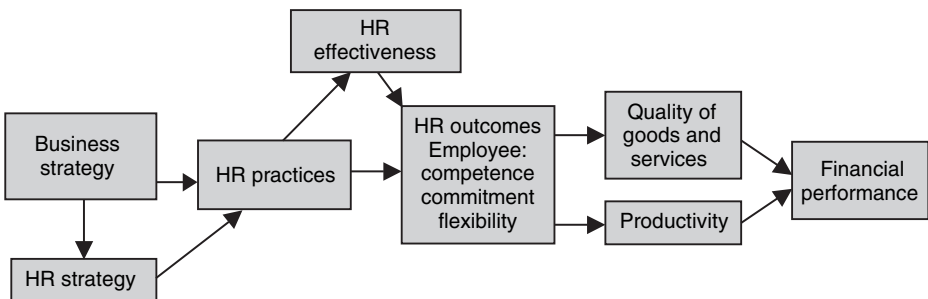 HR
effectiveness
Business
strategy
HR strategy
HR practices
HR outcomes
Employee:
competence
commitment
flexibility
Quality of
goods and
services
Productivity
Financial
performance